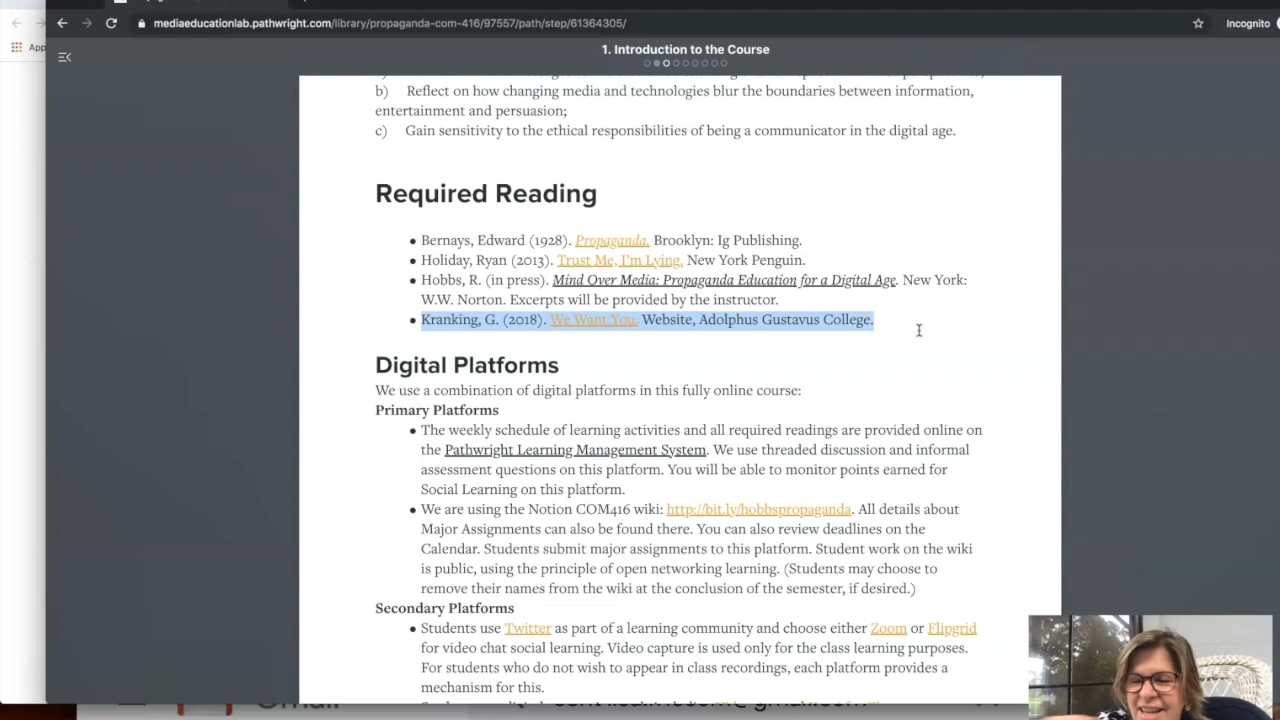 mediaeducationlab.pathwright.com/library/propaganda-com-416/97557/path/step/61364305/
Incognito
App
1. Introduction to the Course
b) Reflect on how changing media and technologies blur the boundaries between information,
entertainment and persuasion;
c) Gain sensitivity to the ethical responsibilities of being a communicator in the digital age.
Required Reading
● Bernays, Edward (1928). Propaganda. Brooklyn: Ig Publishing.
● Holiday, Ryan (2013). Trust Me, I'm Lying. New York Penguin.
● Hobbs, R. (in press). Mind Over Media: Propaganda Education for a Digital Age. New York:
W.W. Norton. Excerpts will be provided by the instructor.
● Kranking, G. (2018). We Want You. Website, Adolphus Gustavus College.
Digital Platforms
We use a combination of digital platforms in this fully online course:
Primary Platforms
● The weekly schedule of learning activities and all required readings are provided online on
the Pathwright Learning Management System. We use threaded discussion and informal
assessment questions on this platform. You will be able to monitor points earned for
Social Learning on this platform.
● We are using the Notion COM416 wiki: http://bit.ly/hobbspropaganda. All details about
Major Assignments can also be found there. You can also review deadlines on the
Calendar. Students submit major assignments to this platform. Student work on the wiki
is public, using the principle of open networking learning. (Students may choose to
remove their names from the wiki at the conclusion of the semester, if desired.)
Secondary Platforms
● Students use Twitter as part of a learning community and choose either Zoom or Flipgrid
for video chat social learning. Video capture is used only for the class learning purposes.
For students who do not wish to appear in class recordings, each platform provides a
mechanism for this.